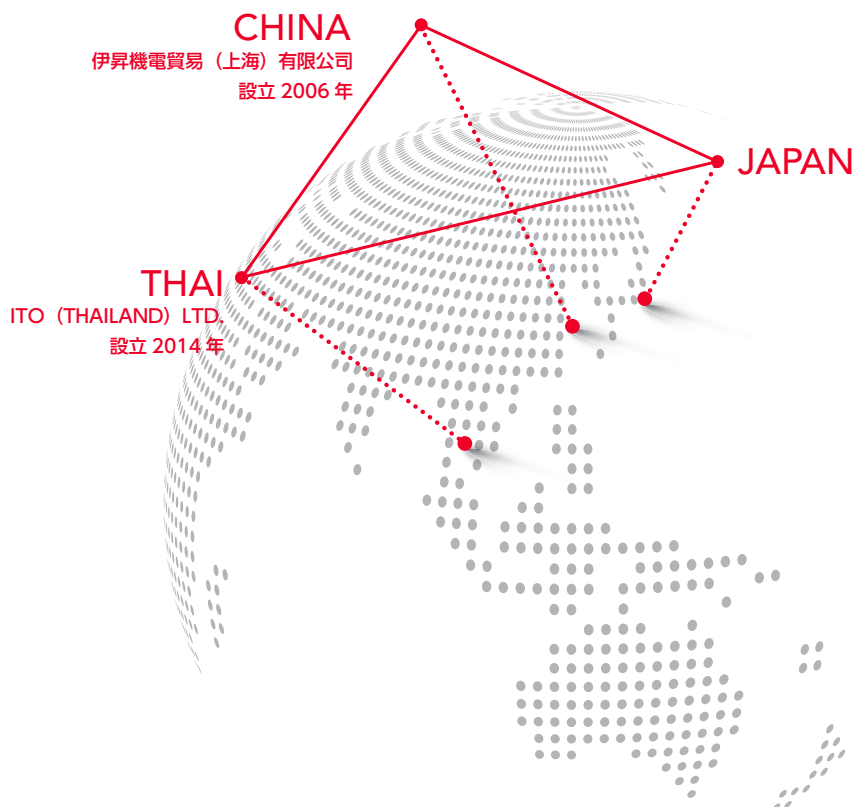 CHINA
伊昇機電貿易（上海）有限公司
設立 2006 年
JAPAN
THAI
ITO（THAILAND）LTD.
設立 2014 年